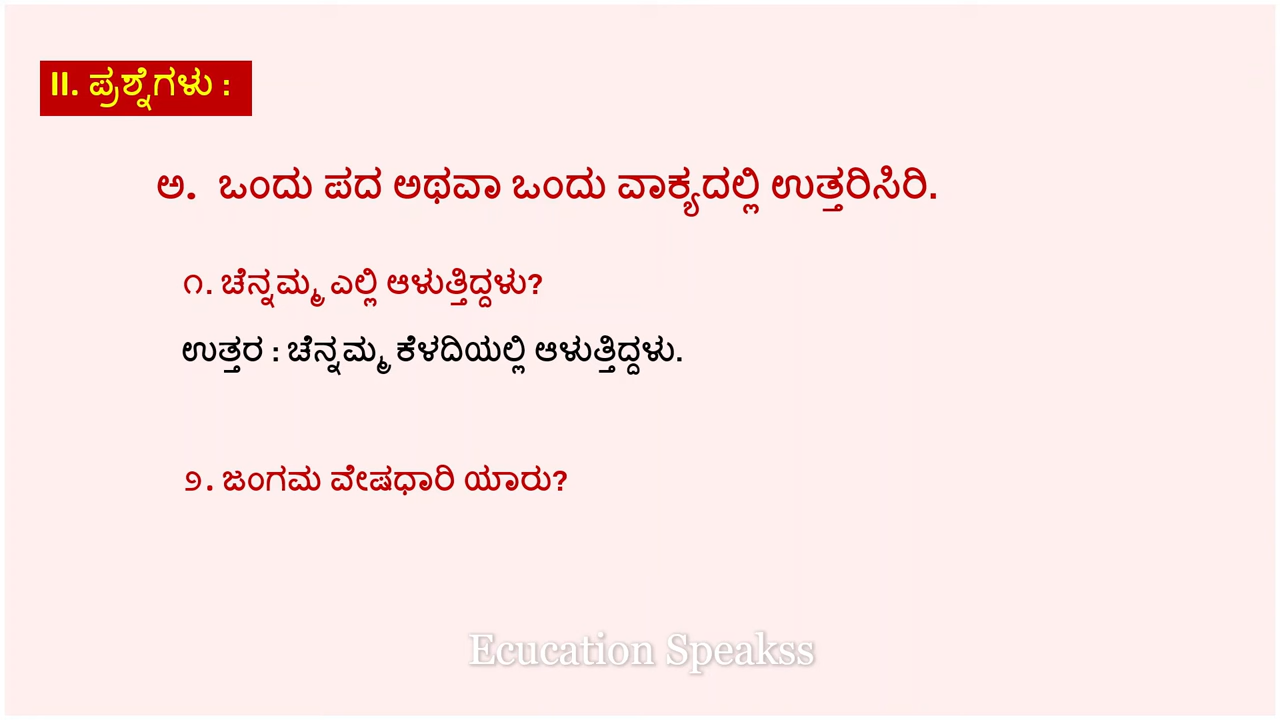 II. ಪ್ರಶ್ನೆಗಳು :
ಅ. ಒಂದು ಪದ ಅಥವಾ ಒಂದು ವಾಕ್ಯದಲ್ಲಿ ಉತ್ತರಿಸಿರಿ.
೧. ಚೆನ್ನಮ್ಮ ಎಲ್ಲಿ ಆಳುತ್ತಿದ್ದಳು?
ಉತ್ತರ : ಚೆನ್ನಮ್ಮ ಕೆಳದಿಯಲ್ಲಿ ಆಳುತ್ತಿದ್ದಳು.
೨. ಜಂಗಮ ವೇಷಧಾರಿ ಯಾರು?
Ecucation Speakss